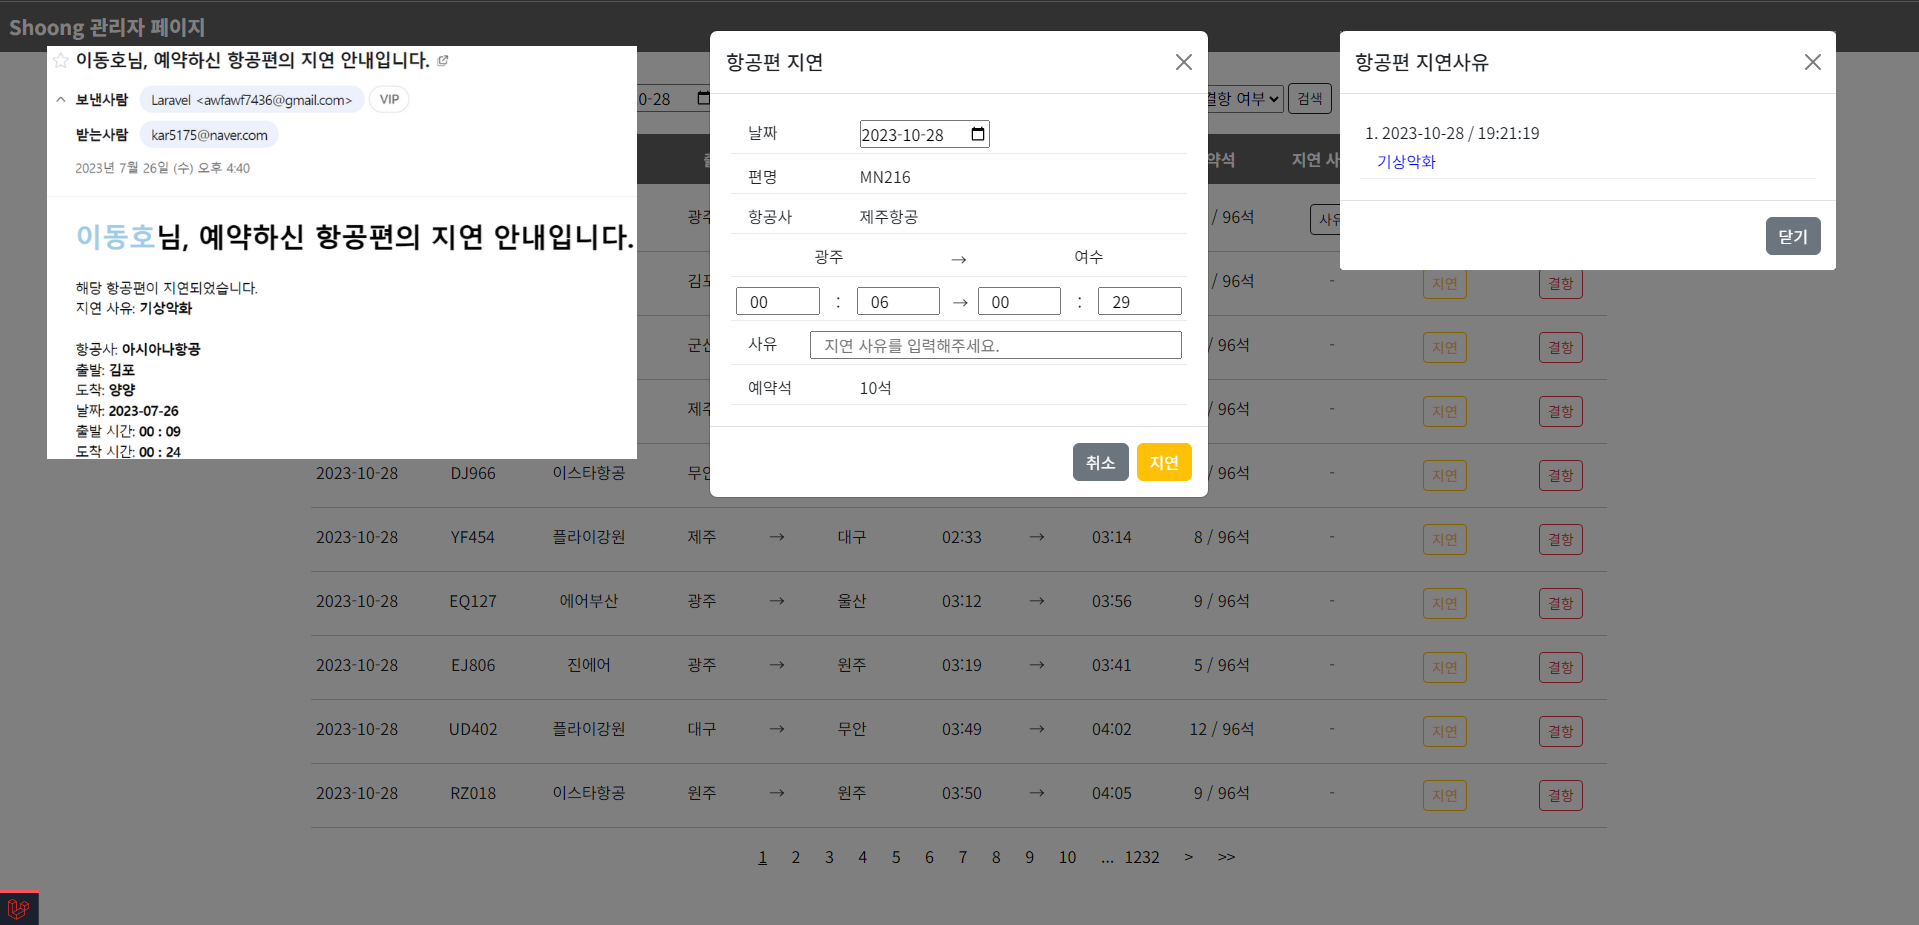 Shoong 관리자 페이지
이동호님, 예약하신 항공편의 지연 안내입니다.
보낸사람 Laravel <awfawf7436@gmail.com> VIP
받는사람 kar5175@naver.com
2023년 7월 26일 (수) 오후 4:40
이동호님, 예약하신 항공편의 지연 안내입니다.
해당 항공편이 지연되었습니다.
지연 사유: 기상악화
항공사: 아시아나항공
출발: 김포
도착: 양양
날짜: 2023-07-26
출발 시간: 00 : 09
도착 시간: 00 : 24
항공편 지연
날짜 2023-10-28
편명 MN216
항공사 제주항공
광주 → 여수
00 : 06 → 00 : 29
사유 지연 사유를 입력해주세요.
예약석 10석
취소 지연
항공편 지연사유
1. 2023-10-28 / 19:21:19
기상악화
닫기
0-28 결항 여부 검색
약석 지연 사
광주 / 96석 사유
김포 / 96석 - 지연 결항
군산 / 96석 - 지연 결항
제주 / 96석 - 지연 결항
2023-10-28 DJ966 이스타항공 무안 / 96석 - 지연 결항
2023-10-28 YF454 플라이강원 제주 → 대구 02:33 → 03:14 8 / 96석 - 지연 결항
2023-10-28 EQ127 에어부산 광주 → 울산 03:12 → 03:56 9 / 96석 - 지연 결항
2023-10-28 EJ806 진에어 광주 → 원주 03:19 → 03:41 5 / 96석 - 지연 결항
2023-10-28 UD402 플라이강원 대구 → 무안 03:49 → 04:02 12 / 96석 - 지연 결항
2023-10-28 RZ018 이스타항공 원주 → 원주 03:50 → 04:05 9 / 96석 - 지연 결항
1 2 3 4 5 6 7 8 9 10 ... 1232 > >>